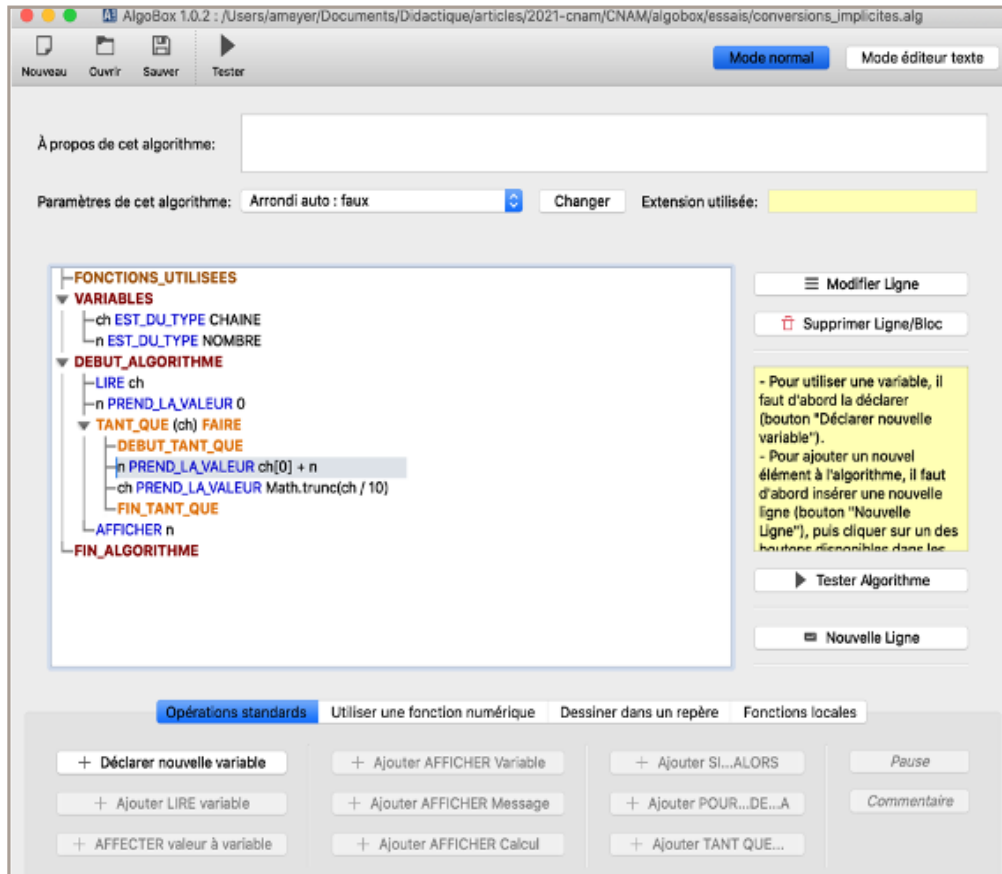 AlgoBox 1.0.2 : /Users/ameyer/Documents/Didactique/articles/2021-cnam/CNAM/algobox/essais/conversions_implicites.alg
Nouveau Ouvrir Sauver Tester
Mode normal Mode éditeur texte
À propos de cet algorithme:
Paramètres de cet algorithme: Arrondi auto : faux Changer Extension utilisée:
FONCTIONS_UTILISEES
VARIABLES
ch EST_DU_TYPE CHAINE
n EST_DU_TYPE NOMBRE
DEBUT_ALGORITHME
LIRE ch
n PREND_LA_VALEUR 0
TANT_QUE (ch) FAIRE
DEBUT_TANT_QUE
n PREND_LA_VALEUR ch[0] + n
ch PREND_LA_VALEUR Math.trunc(ch / 10)
FIN_TANT_QUE
AFFICHER n
FIN_ALGORITHME
Modifier Ligne
Supprimer Ligne/Bloc
- Pour utiliser une variable, il
faut d'abord la déclarer
(bouton "Déclarer nouvelle
variable").
- Pour ajouter un nouvel
élément à l'algorithme, il faut
d'abord insérer une nouvelle
ligne (bouton "Nouvelle
Ligne"), puis cliquer sur un des
boutons disponibles dans les
Tester Algorithme
Nouvelle Ligne
Opérations standards Utiliser une fonction numérique Dessiner dans un repère Fonctions locales
+ Déclarer nouvelle variable + Ajouter AFFICHER Variable + Ajouter SI...ALORS Pause
+ Ajouter LIRE variable + Ajouter AFFICHER Message + Ajouter POUR...DE...A Commentaire
+ AFFECTER valeur à variable + Ajouter AFFICHER Calcul + Ajouter TANT QUE...